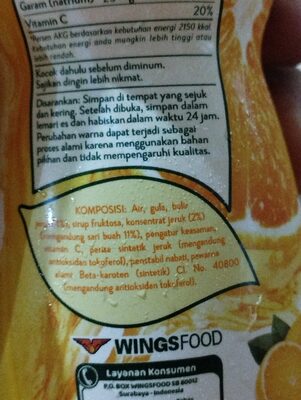 Garam (natrium)
Vitamin C 20%
*Persen AKG berdasarkan kebutuhan energi 2150 kkal.
Kebutuhan energi anda mungkin lebih tinggi atau
lebih rendah.
Kocok dahulu sebelum diminum.
Sajikan dingin lebih nikmat.
Disarankan: Simpan di tempat yang sejuk
dan kering. Setelah dibuka, simpan dalam
lemari es dan habiskan dalam waktu 24 jam.
Perubahan warna dapat terjadi sebagai
proses alami karena menggunakan bahan
pilihan dan tidak mempengaruhi kualitas.
KOMPOSISI: Air, gula, bulir
jeruk sirup fruktosa, konsentrat jeruk (2%)
(mengandung sari buah 11%), pengatur keasaman,
vitamin C, perisa sintetik jeruk (mengandung
antioksidan tokoferol), penstabil nabati, pewarna
alami Beta-karoten (sintetik) CI. No. 40800
(mengandung antioksidan tokoferol).
WINGSFOOD
Layanan Konsumen
P.O. BOX WINGSFOOD SB 60012
Surabaya - Indonesia